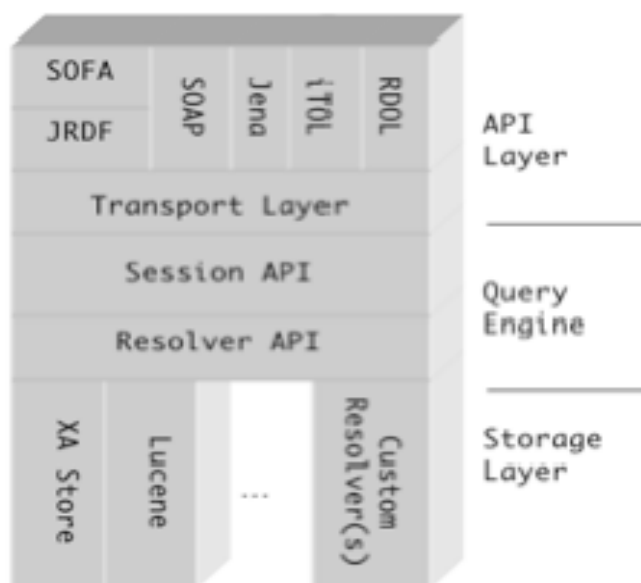 SOFA
JRDF
SOAP
Jena
iTQL
RDQL
API
Layer
Transport Layer
Session API
Query
Engine
Resolver API
XA Store
Lucene
...
Custom
Resolver(s)
Storage
Layer